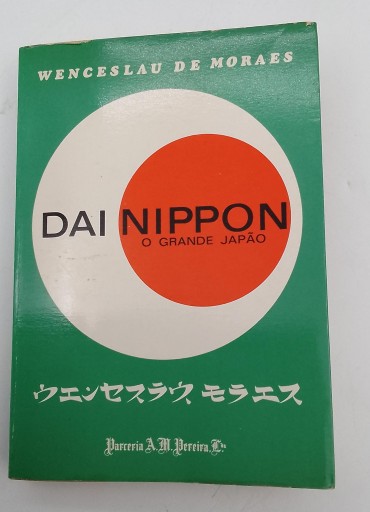 WENCESLAU DE MORAES
DAI NIPPON
O GRANDE JAPÃO
ウエンセスラウ、モラエス
Parceria A. M. Pereira, L.da